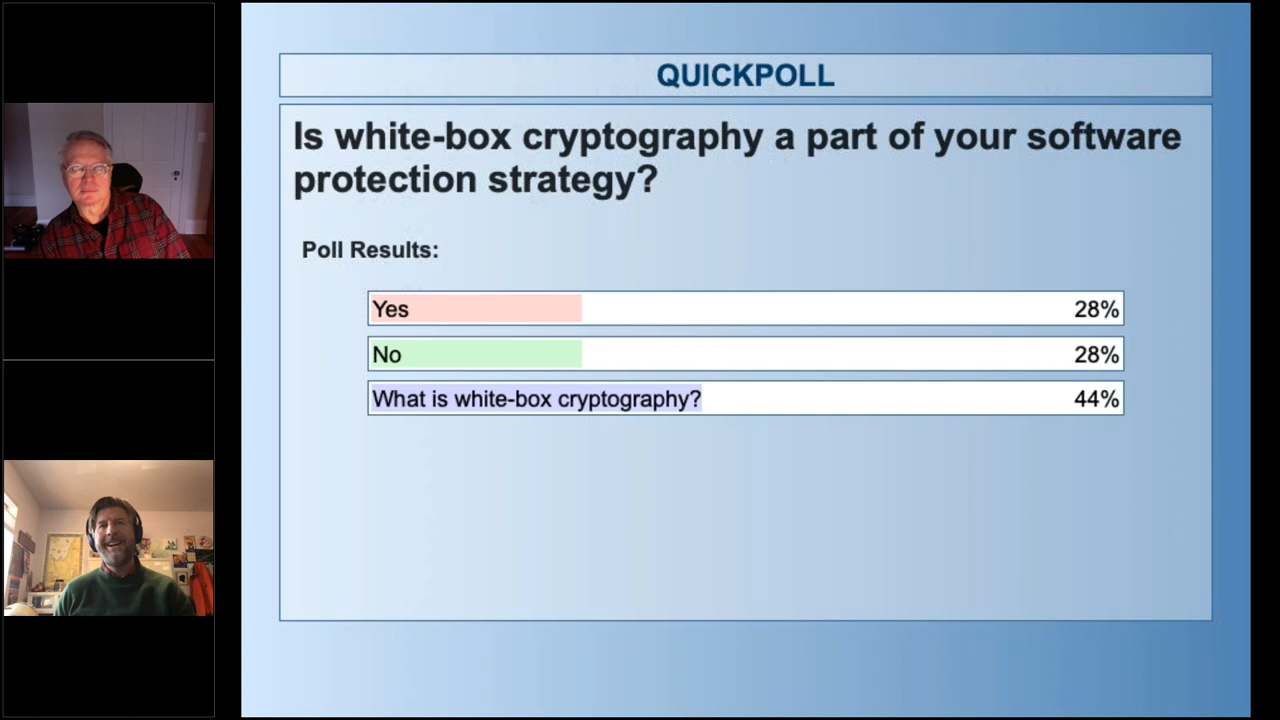 QUICKPOLL
Is white-box cryptography a part of your software
protection strategy?
Poll Results:
Yes 28%
No 28%
What is white-box cryptography? 44%